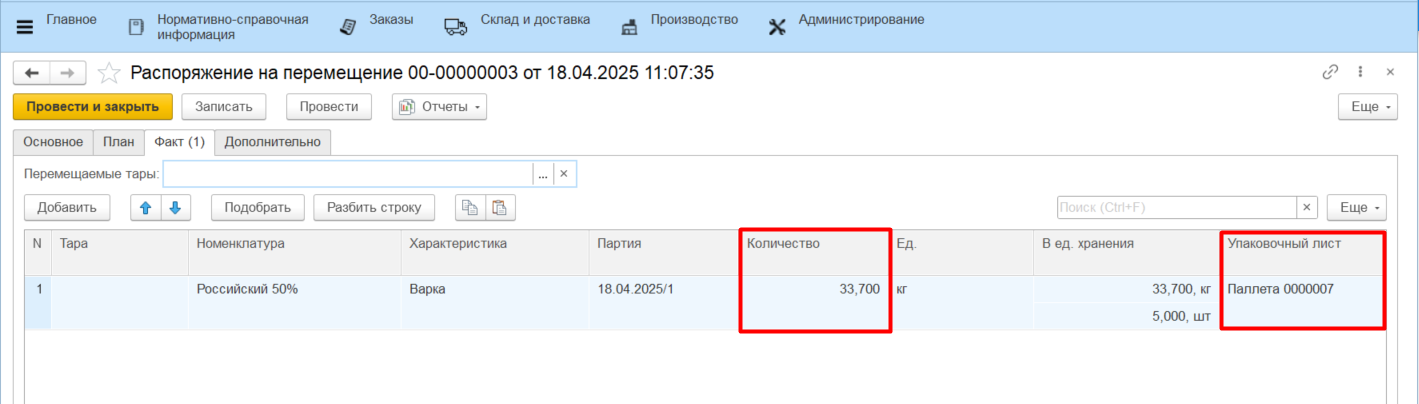 Главное
Нормативно-справочная
информация
Заказы
Склад и доставка
Производство
Администрирование
Распоряжение на перемещение 00-00000003 от 18.04.2025 11:07:35
Провести и закрыть
Записать
Провести
Отчеты
Еще
Основное
План
Факт (1)
Дополнительно
Перемещаемые тары:
...
Добавить
Подобрать
Разбить строку
Поиск (Ctrl+F)
Еще
N Тара Номенклатура Характеристика Партия Количество Ед. В ед. хранения Упаковочный лист
1 Российский 50% Варка 18.04.2025/1 33,700 кг 33,700, кг Паллета 0000007
5,000, шт